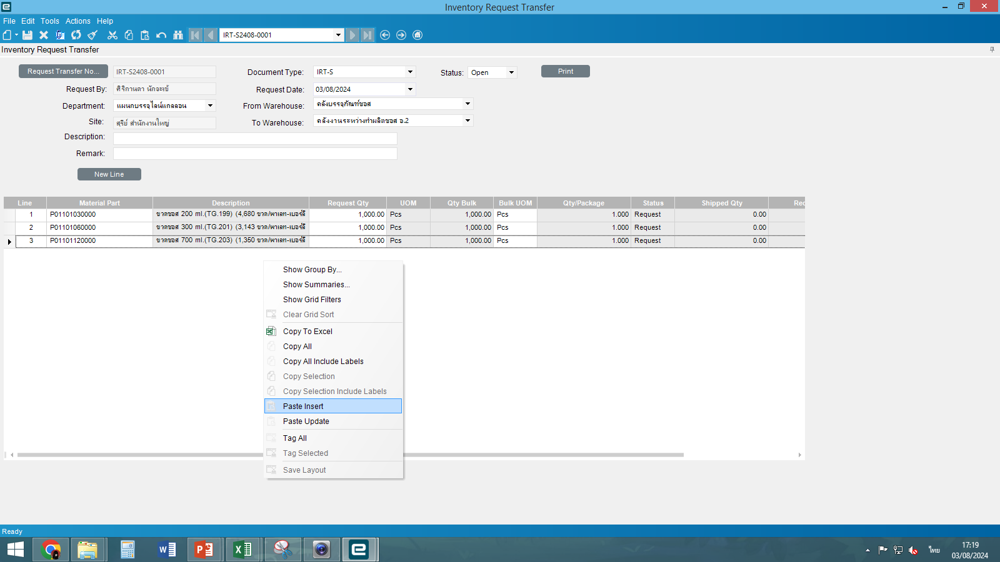 Inventory Request Transfer
File Edit Tools Actions Help
IRT-S2408-0001
Inventory Request Transfer
Request Transfer No... IRT-S2408-0001 Document Type: IRT-S Status: Open Print
Request By: ศิริกานดา นักจะเข้ Request Date: 03/08/2024
Department: แผนกบรรจุไลน์แกลลอน From Warehouse: คลังบรรจุภัณฑ์ซอส
Site: สุรีย์ สำนักงานใหญ่ To Warehouse: คลังงานระหว่างทำผลิตซอส อ.2
Description:
Remark:
New Line
Line Material Part Description Request Qty UOM Qty Bulk Bulk UOM Qty/Package Status Shipped Qty Rec
1 P01101030000 ขวดซอส 200 ml.(TG.199) (4,680 ขวด/พาเลท-เบอร์ลี่ 1,000.00 Pcs 1,000.00 Pcs 1.000 Request 0.00
2 P01101060000 ขวดซอส 300 ml.(TG.201) (3,143 ขวด/พาเลท-เบอร์ลี่ 1,000.00 Pcs 1,000.00 Pcs 1.000 Request 0.00
3 P01101120000 ขวดซอส 700 ml.(TG.203) (1,350 ขวด/พาเลท-เบอร์ลี่ 1,000.00 Pcs 1,000.00 Pcs 1.000 Request 0.00
Show Group By...
Show Summaries...
Show Grid Filters
Clear Grid Sort
Copy To Excel
Copy All
Copy All Include Labels
Copy Selection
Copy Selection Include Labels
Paste Insert
Paste Update
Tag All
Tag Selected
Save Layout
Ready
ไทย 17:19
03/08/2024